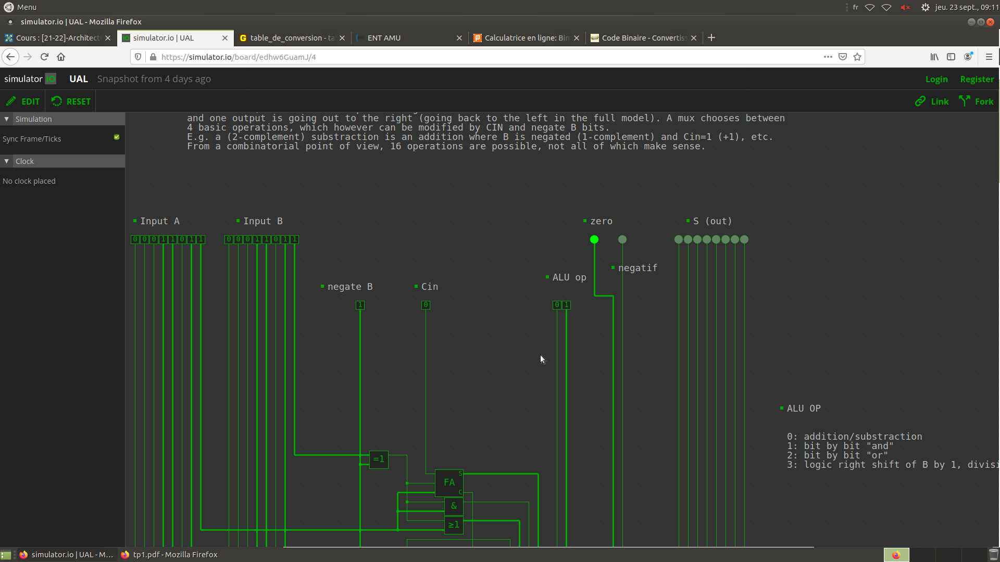 Menu
fr
jeu. 23 sept., 09:11
simulator.io | UAL - Mozilla Firefox
Cours : [21-22]-Architect
simulator.io | UAL
table_de_conversion - ta
ENT AMU
Calculatrice en ligne: Bin
Code Binaire - Convertiss
https://simulator.io/board/edhw6GuamJ/4
simulator IO
UAL
Snapshot from 4 days ago
Login
Register
EDIT
RESET
Link
Fork
Simulation
Sync Frame/Ticks
Clock
No clock placed
and one output is going out to the right (going back to the left in the full model). A mux chooses between
4 basic operations, which however can be modified by CIN and negate B bits.
E.g. a (2-complement) substraction is an addition where B is negated (1-complement) and Cin=1 (+1), etc.
From a combinatorial point of view, 16 operations are possible, not all of which make sense.
Input A
Input B
zero
S (out)
0 0 0 1 1 0 1 1
0 0 0 1 1 0 1 1
negatif
ALU op
negate B
Cin
1
0
0 1
ALU OP
0: addition/substraction
1: bit by bit "and"
2: bit by bit "or"
3: logic right shift of B by 1, divisi
=1
S
FA
C
&
≥1
simulator.io | UAL - M...
tp1.pdf - Mozilla Firefox